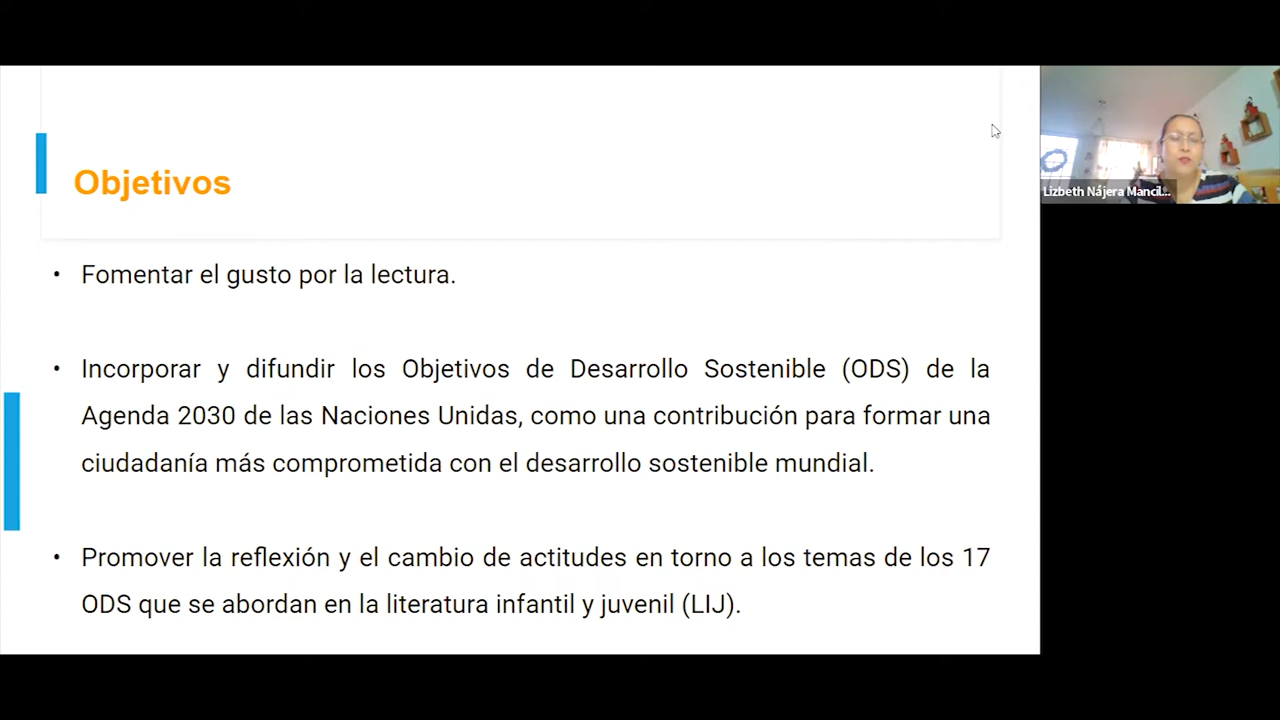 Objetivos
Lizbeth Nájera Mancil...
• Fomentar el gusto por la lectura.
• Incorporar y difundir los Objetivos de Desarrollo Sostenible (ODS) de la
Agenda 2030 de las Naciones Unidas, como una contribución para formar una
ciudadanía más comprometida con el desarrollo sostenible mundial.
• Promover la reflexión y el cambio de actitudes en torno a los temas de los 17
ODS que se abordan en la literatura infantil y juvenil (LIJ).